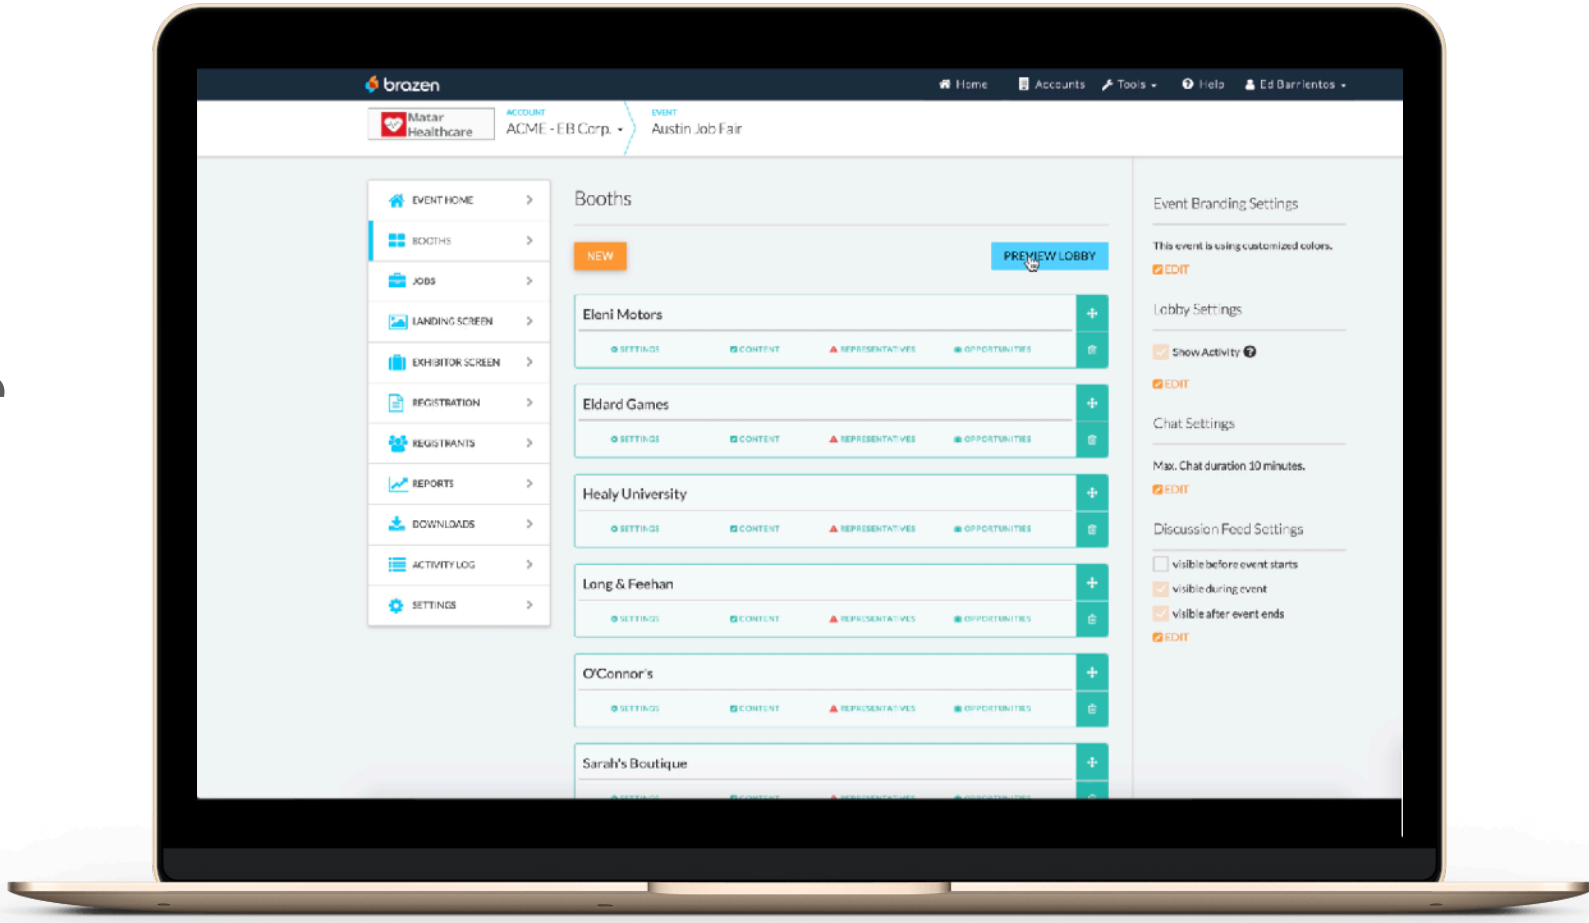 brazen
Home
Accounts
Tools
Help
Ed Barrientos
Matar
Healthcare
ACCOUNT
ACME - EB Corp.
EVENT
Austin Job Fair
EVENT HOME
BOOTHS
JOBS
LANDING SCREEN
EXHIBITOR SCREEN
REGISTRATION
REGISTRANTS
REPORTS
DOWNLOADS
ACTIVITY LOG
SETTINGS
Booths
NEW
PREVIEW LOBBY
Eleni Motors
SETTINGS CONTENT REPRESENTATIVES OPPORTUNITIES
Eldard Games
SETTINGS CONTENT REPRESENTATIVES OPPORTUNITIES
Healy University
SETTINGS CONTENT REPRESENTATIVES OPPORTUNITIES
Long & Feehan
SETTINGS CONTENT REPRESENTATIVES OPPORTUNITIES
O'Connor's
SETTINGS CONTENT REPRESENTATIVES OPPORTUNITIES
Sarah's Boutique
SETTINGS CONTENT REPRESENTATIVES OPPORTUNITIES
Event Branding Settings
This event is using customized colors.
EDIT
Lobby Settings
Show Activity
EDIT
Chat Settings
Max. Chat duration 10 minutes.
EDIT
Discussion Feed Settings
visible before event starts
visible during event
visible after event ends
EDIT